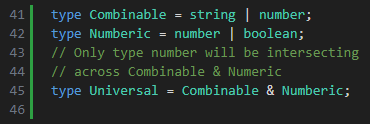 41 type Combinable = string | number;
42 type Numberic = number | boolean;
43 // Only type number will be intersecting
44 // across Combinable & Numeric
45 type Universal = Combinable & Numberic;
46